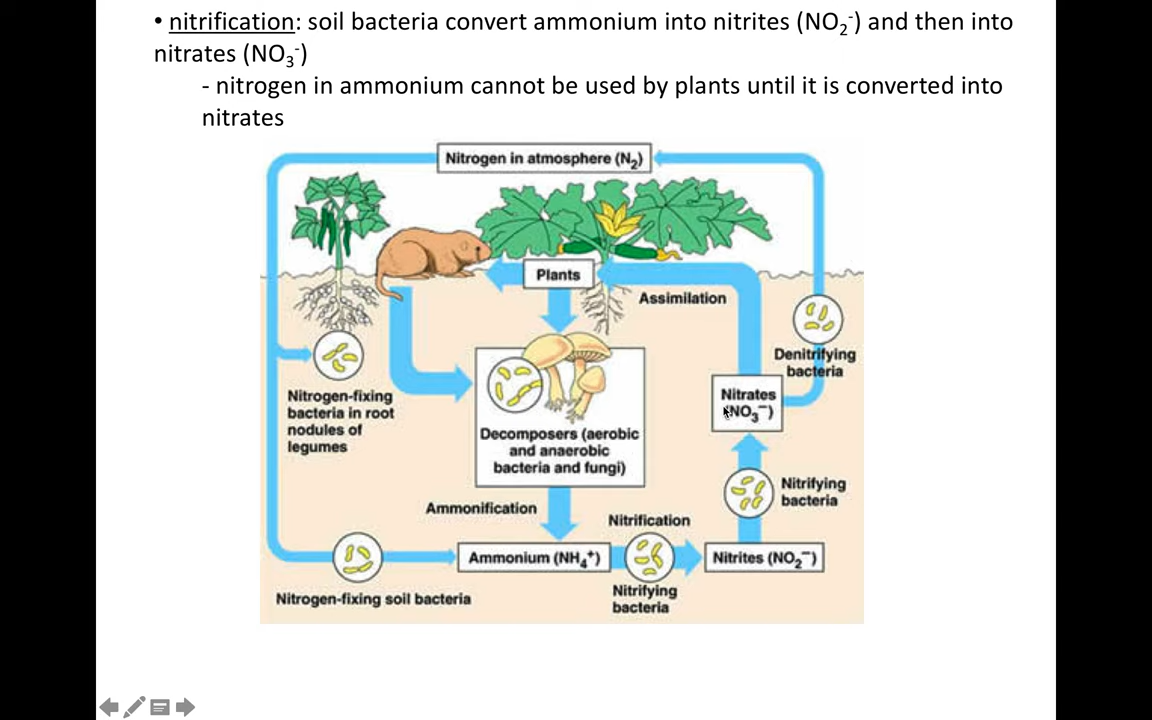 • nitrification: soil bacteria convert ammonium into nitrites (NO₂⁻) and then into
nitrates (NO₃⁻)
- nitrogen in ammonium cannot be used by plants until it is converted into
nitrates
Nitrogen in atmosphere (N₂)
Plants
Assimilation
Denitrifying
bacteria
Nitrogen-fixing
bacteria in root
nodules of
legumes
Nitrates
(NO₃⁻)
Decomposers (aerobic
and anaerobic
bacteria and fungi)
Nitrifying
bacteria
Ammonification
Nitrification
Ammonium (NH₄⁺)
Nitrites (NO₂⁻)
Nitrogen-fixing soil bacteria
Nitrifying
bacteria